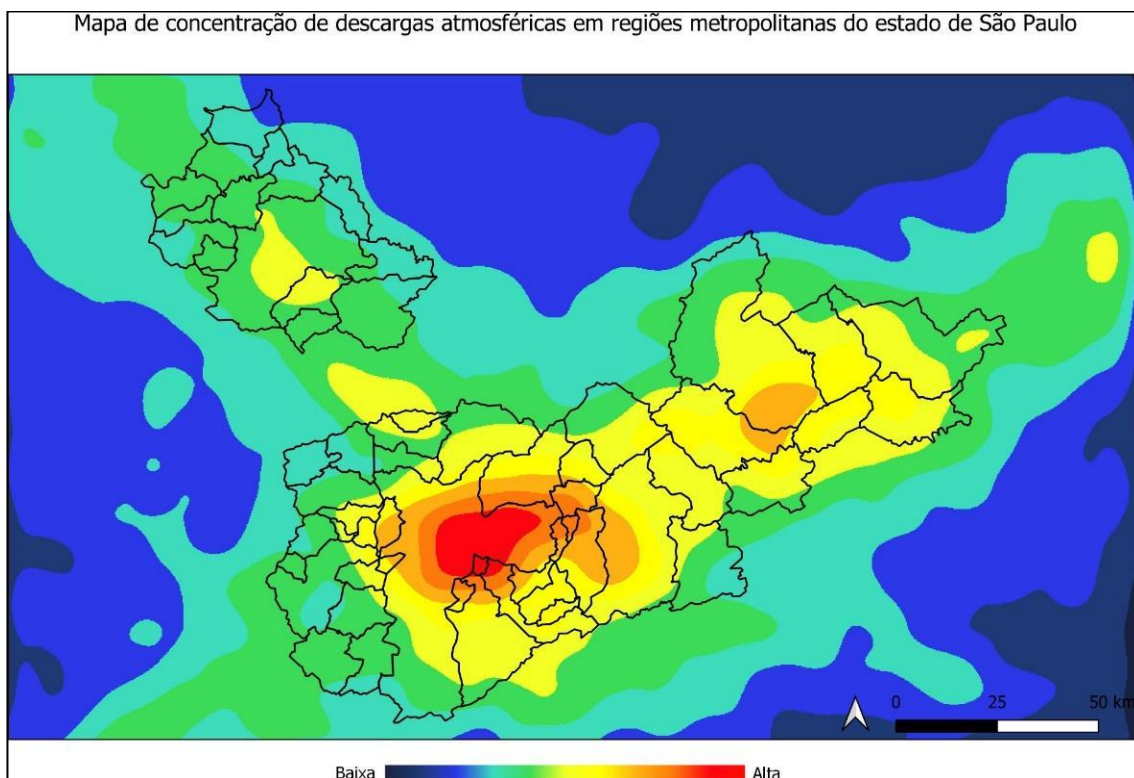 Mapa de concentração de descargas atmosféricas em regiões metropolitanas do estado de São Paulo
0 25 50 km
Baixa Alta